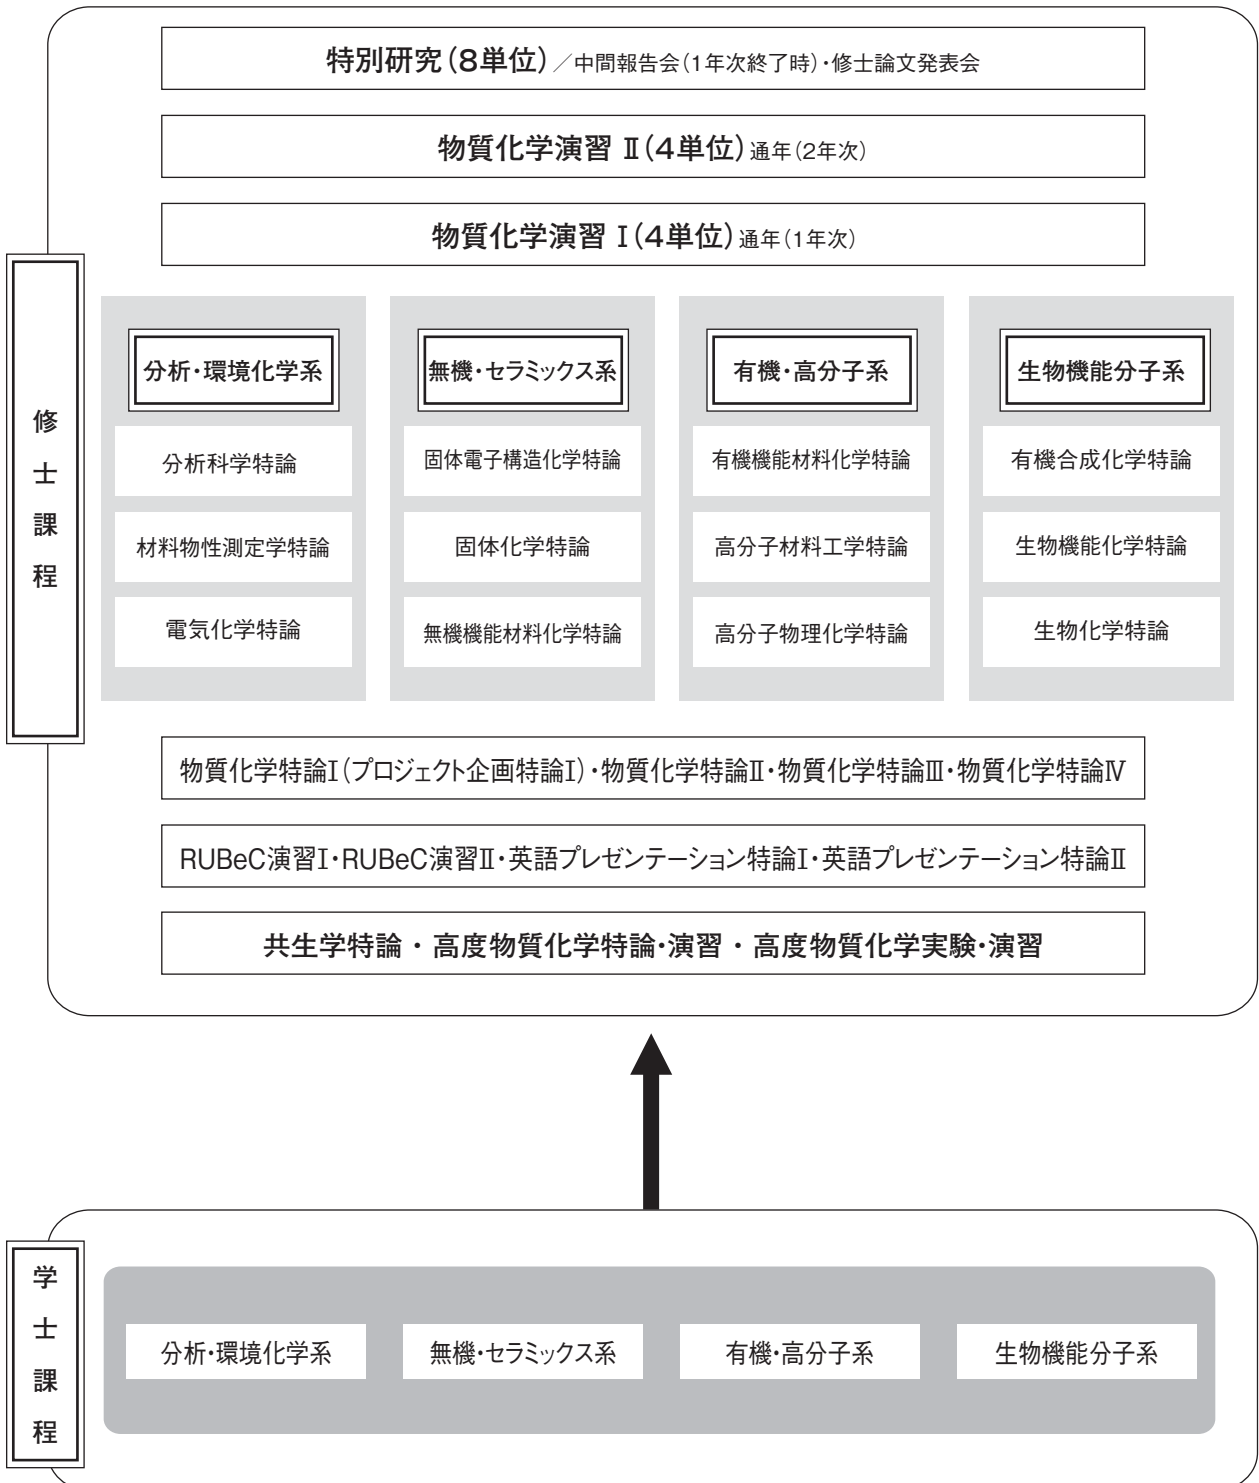 特別研究(8単位)／中間報告会(1年次終了時)・修士論文発表会
物質化学演習 Ⅱ(4単位)通年(2年次)
物質化学演習 Ⅰ(4単位)通年(1年次)
修士課程
分析・環境化学系
分析科学特論
材料物性測定学特論
電気化学特論
無機・セラミックス系
固体電子構造化学特論
固体化学特論
無機機能材料化学特論
有機・高分子系
有機機能材料化学特論
高分子材料工学特論
高分子物理化学特論
生物機能分子系
有機合成化学特論
生物機能化学特論
生物化学特論
物質化学特論Ⅰ(プロジェクト企画特論Ⅰ)・物質化学特論Ⅱ・物質化学特論Ⅲ・物質化学特論Ⅳ
RUBeC演習Ⅰ・RUBeC演習Ⅱ・英語プレゼンテーション特論Ⅰ・英語プレゼンテーション特論Ⅱ
共生学特論 ・ 高度物質化学特論・演習 ・ 高度物質化学実験・演習
学士課程
分析・環境化学系
無機・セラミックス系
有機・高分子系
生物機能分子系